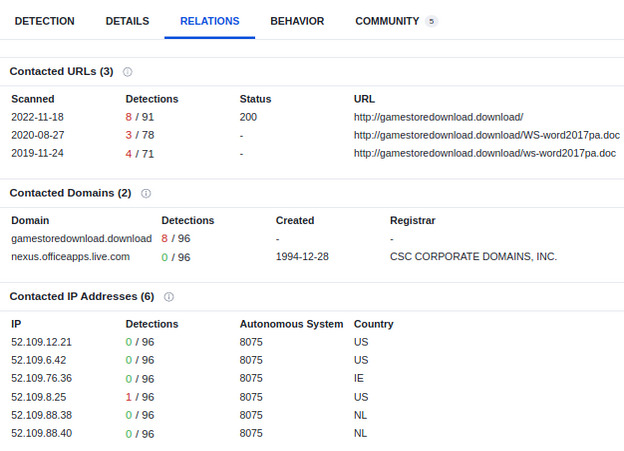 DETECTION DETAILS RELATIONS BEHAVIOR COMMUNITY 5
Contacted URLs (3)
Scanned Detections Status URL
2022-11-18 8 / 91 200 http://gamestoredownload.download/
2020-08-27 3 / 78 - http://gamestoredownload.download/WS-word2017pa.doc
2019-11-24 4 / 71 - http://gamestoredownload.download/ws-word2017pa.doc
Contacted Domains (2)
Domain Detections Created Registrar
gamestoredownload.download 8 / 96 - -
nexus.officeapps.live.com 0 / 96 1994-12-28 CSC CORPORATE DOMAINS, INC.
Contacted IP Addresses (6)
IP Detections Autonomous System Country
52.109.12.21 0 / 96 8075 US
52.109.6.42 0 / 96 8075 US
52.109.76.36 0 / 96 8075 IE
52.109.8.25 1 / 96 8075 US
52.109.88.38 0 / 96 8075 NL
52.109.88.40 0 / 96 8075 NL